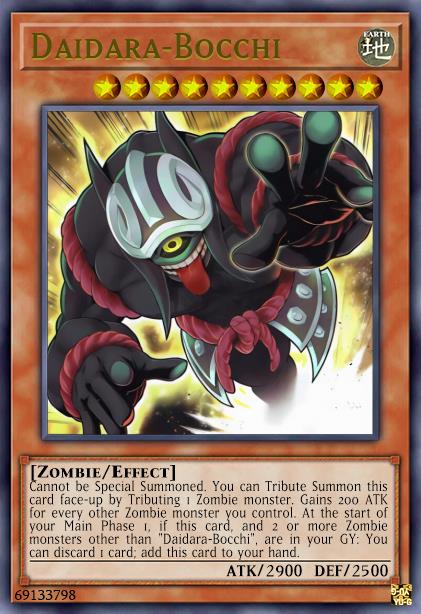 DAIDARA-BOCCHI
EARTH
地
[ZOMBIE/EFFECT]
Cannot be Special Summoned. You can Tribute Summon this
card face-up by Tributing 1 Zombie monster. Gains 200 ATK
for every other Zombie monster you control. At the start of
your Main Phase 1, if this card, and 2 or more Zombie
monsters other than "Daidara-Bocchi", are in your GY: You
can discard 1 card; add this card to your hand.
ATK/2900 DEF/2500
69133798